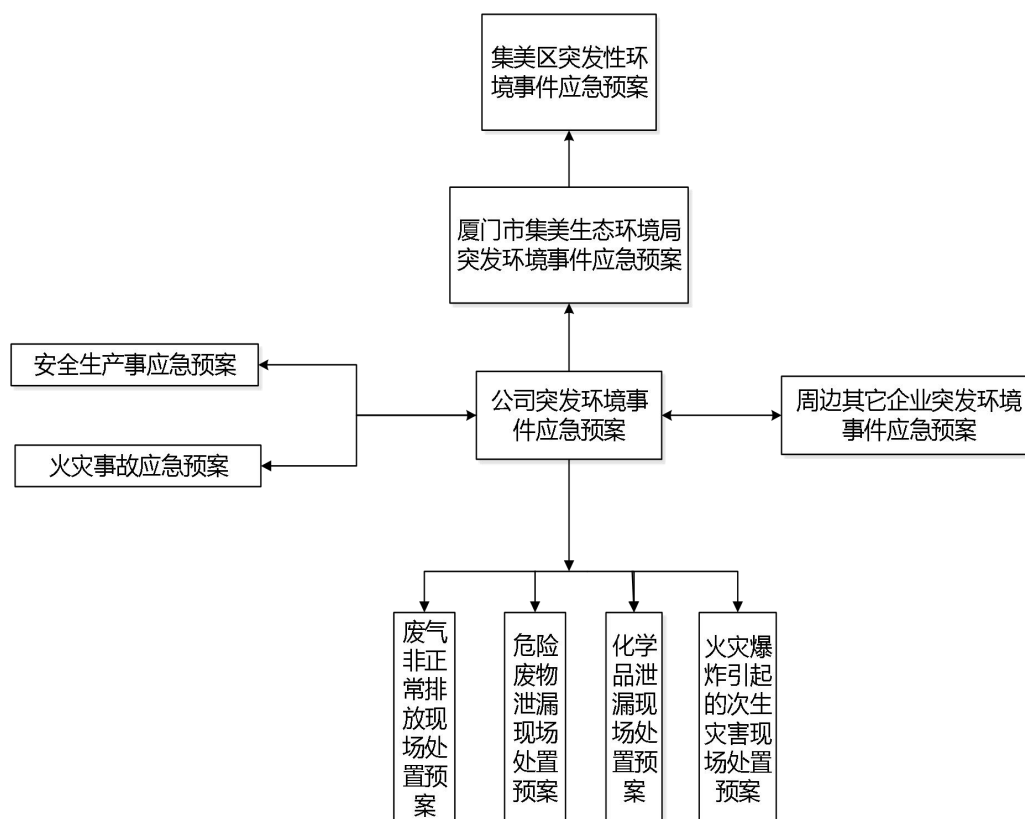 集美区突发性环
境事件应急预案
厦门市集美生态环境局
突发环境事件应急预案
安全生产事应急预案
火灾事故应急预案
公司突发环境事
件应急预案
周边其它企业突发环境
事件应急预案
废气
非正
常排
放现
场处
置预
案
危险
废物
泄漏
现场
处置
预案
化学
品泄
漏现
场处
置预
案
火灾爆
炸引起
的次生
灾害现
场处置
预案